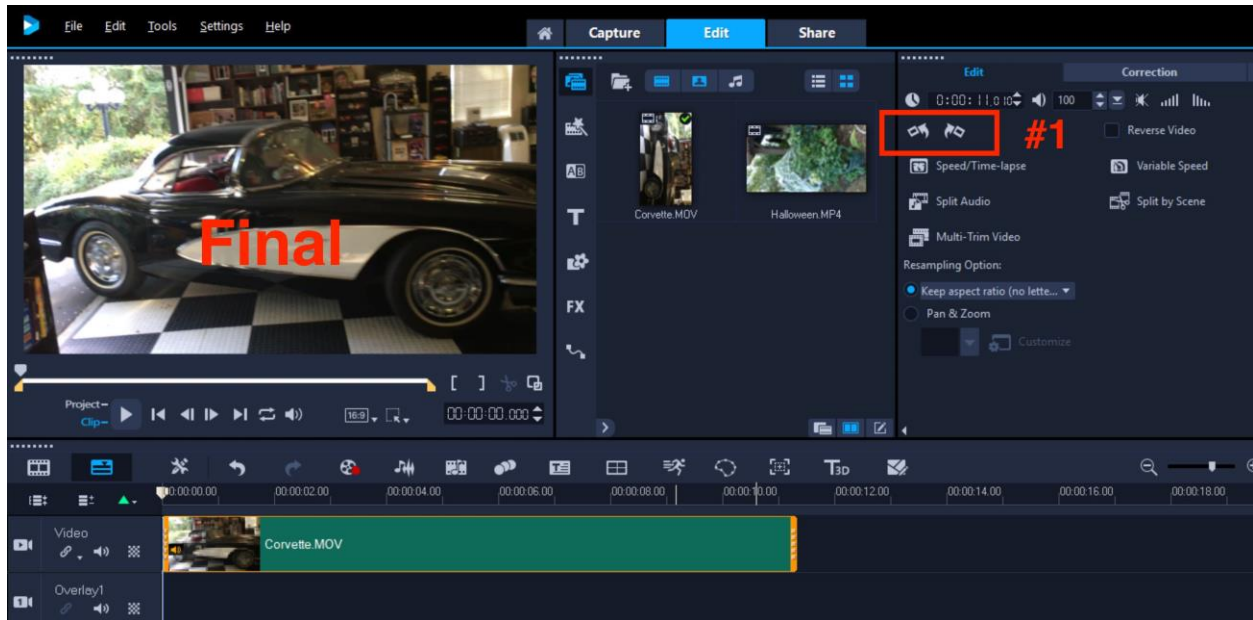 File Edit Tools Settings Help
Capture Edit Share
Edit Correction
100
#1
Reverse Video
Speed/Time-lapse Variable Speed
Split Audio Split by Scene
Multi-Trim Video
Resampling Option:
Keep aspect ratio (no lette...
Pan & Zoom
Customize
Corvette.MOV Halloween.MP4
AB
T
FX
Final
Project
Clip
16:9
00:00:00.000
T3D
00:00:00.00 00:00:02.00 00:00:04.00 00:00:06.00 00:00:08.00 00:00:10.00 00:00:12.00 00:00:14.00 00:00:16.00 00:00:18.00
Video
Corvette.MOV
Overlay1
1